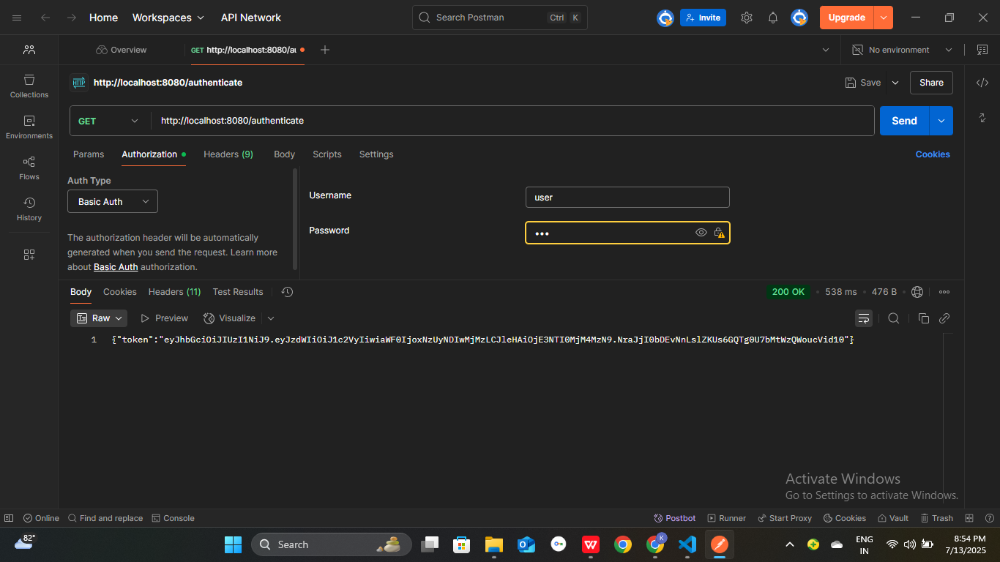 Home
Workspaces
API Network
Search Postman
Ctrl
K
Invite
Upgrade
Overview
GET http://localhost:8080/au
No environment
HTTP
http://localhost:8080/authenticate
Save
Share
Collections
Environments
Flows
History
GET
http://localhost:8080/authenticate
Send
Params
Authorization
Headers (9)
Body
Scripts
Settings
Cookies
Auth Type
Basic Auth
The authorization header will be automatically
generated when you send the request. Learn more
about Basic Auth authorization.
Username
user
Password
•••
Body
Cookies
Headers (11)
Test Results
200 OK
538 ms
476 B
Raw
Preview
Visualize
1
{"token":"eyJhbGciOiJIUzI1NiJ9.eyJzdWIiOiJ1c2VyIiwiaWF0IjoxNzUyNDIwMjMzLCJleHAiOjE3NTI0MjM4MzN9.NraJjI0bDEvNnLslZKUs6GQTg0U7bMtWzQWoucVid10"}
Activate Windows
Go to Settings to activate Windows.
Online
Find and replace
Console
Postbot
Runner
Start Proxy
Cookies
Vault
Trash
82°
Search
K
ENG
IN
8:54 PM
7/13/2025